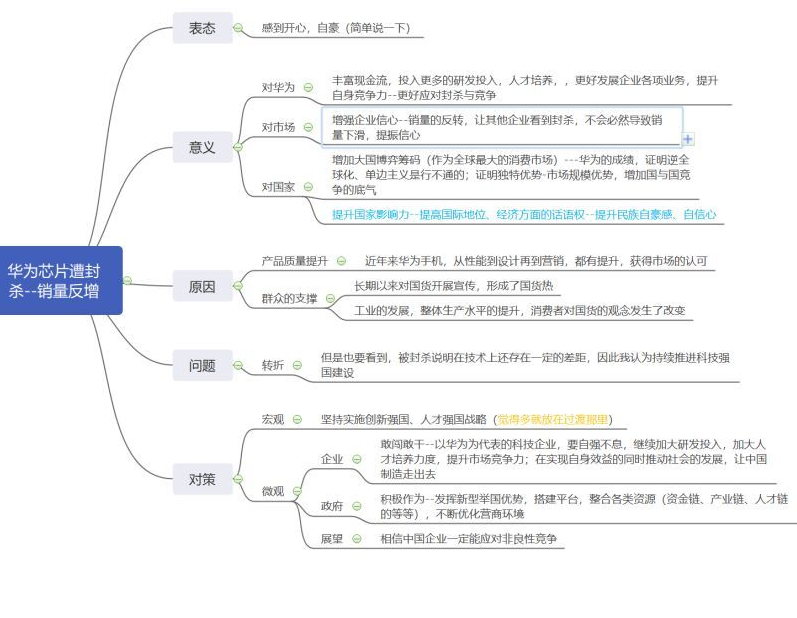 表态
感到开心，自豪（简单说一下）
对华为
丰富现金流，投入更多的研发投入，人才培养，，更好发展企业各项业务，提升
自身竞争力--更好应对封杀与竞争
对市场
增强企业信心--销量的反转，让其他企业看到封杀，不会必然导致销
量下滑，提振信心
意义
对国家
增加大国博弈筹码（作为全球最大的消费市场）---华为的成绩，证明逆全
球化、单边主义是行不通的；证明独特优势-市场规模优势，增加国与国竞
争的底气
提升国家影响力--提高国际地位、经济方面的话语权--提升民族自豪感、自信心
华为芯片遭封
杀--销量反增
原因
产品质量提升
近年来华为手机，从性能到设计再到营销，都有提升，获得市场的认可
群众的支撑
长期以来对国货开展宣传，形成了国货热
工业的发展，整体生产水平的提升，消费者对国货的观念发生了改变
问题
转折
但是也要看到，被封杀说明在技术上还存在一定的差距，因此我认为持续推进科技强
国建设
对策
宏观
坚持实施创新强国、人才强国战略（觉得多就放在过渡那里）
微观
企业
敢闯敢干--以华为为代表的科技企业，要自强不息，继续加大研发投入，加大人
才培养力度，提升市场竞争力；在实现自身效益的同时推动社会的发展，让中国
制造走出去
政府
积极作为--发挥新型举国优势，搭建平台，整合各类资源（资金链、产业链、人才链
的等等），不断优化营商环境
展望
相信中国企业一定能应对非良性竞争